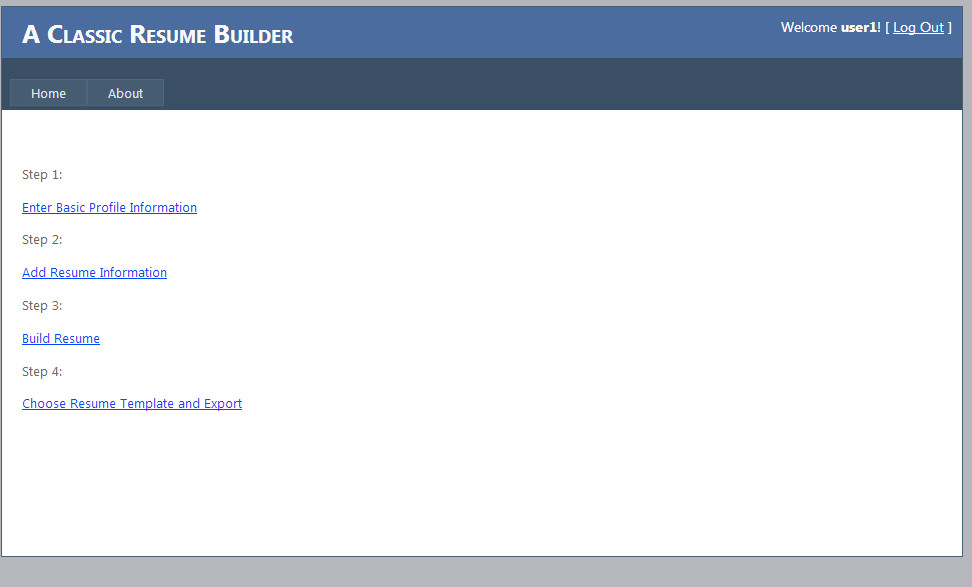 A Classic Resume Builder
Welcome user1! [ Log Out ]
Home About
Step 1:
Enter Basic Profile Information
Step 2:
Add Resume Information
Step 3:
Build Resume
Step 4:
Choose Resume Template and Export